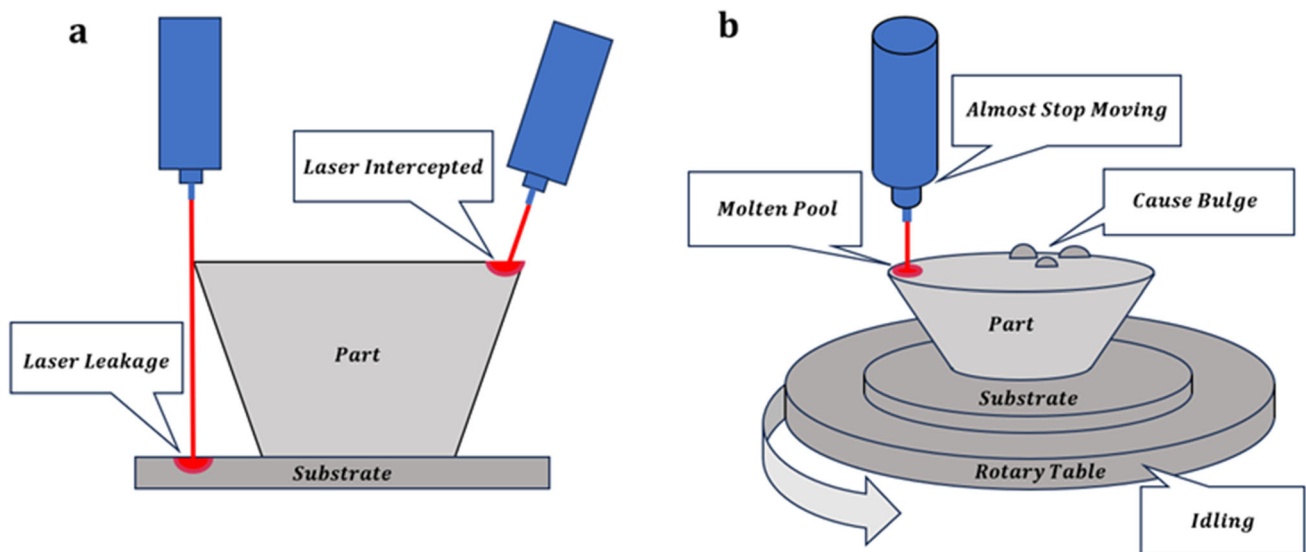 a
Laser Intercepted
Part
Laser Leakage
Substrate
b
Almost Stop Moving
Molten Pool
Cause Bulge
Part
Substrate
Rotary Table
Idling